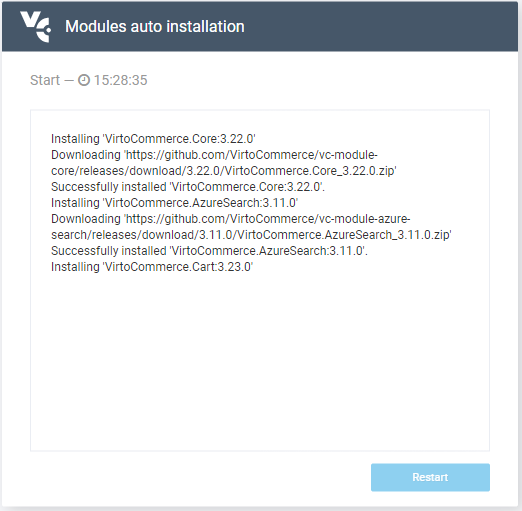 Modules auto installation
Start — 15:28:35
Installing 'VirtoCommerce.Core:3.22.0'
Downloading 'https://github.com/VirtoCommerce/vc-module-
core/releases/download/3.22.0/VirtoCommerce.Core_3.22.0.zip'
Successfully installed 'VirtoCommerce.Core:3.22.0'.
Installing 'VirtoCommerce.AzureSearch:3.11.0'
Downloading 'https://github.com/VirtoCommerce/vc-module-azure-
search/releases/download/3.11.0/VirtoCommerce.AzureSearch_3.11.0.zip'
Successfully installed 'VirtoCommerce.AzureSearch:3.11.0'.
Installing 'VirtoCommerce.Cart:3.23.0'
Restart